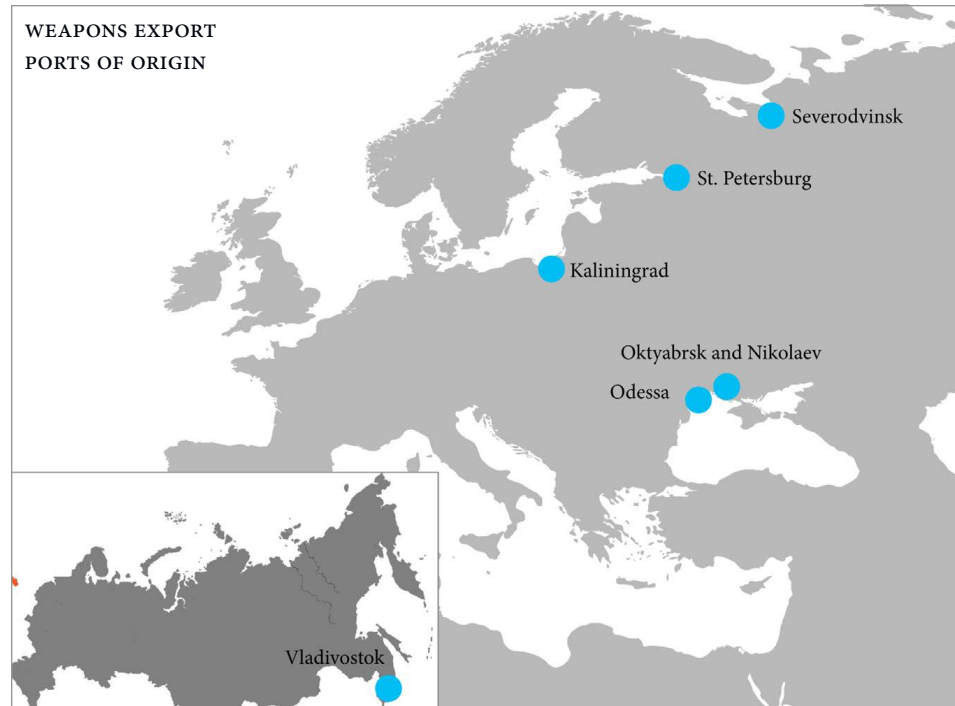 WEAPONS EXPORT
PORTS OF ORIGIN
Severodvinsk
St. Petersburg
Kaliningrad
Oktyabrsk and Nikolaev
Odessa
Vladivostok